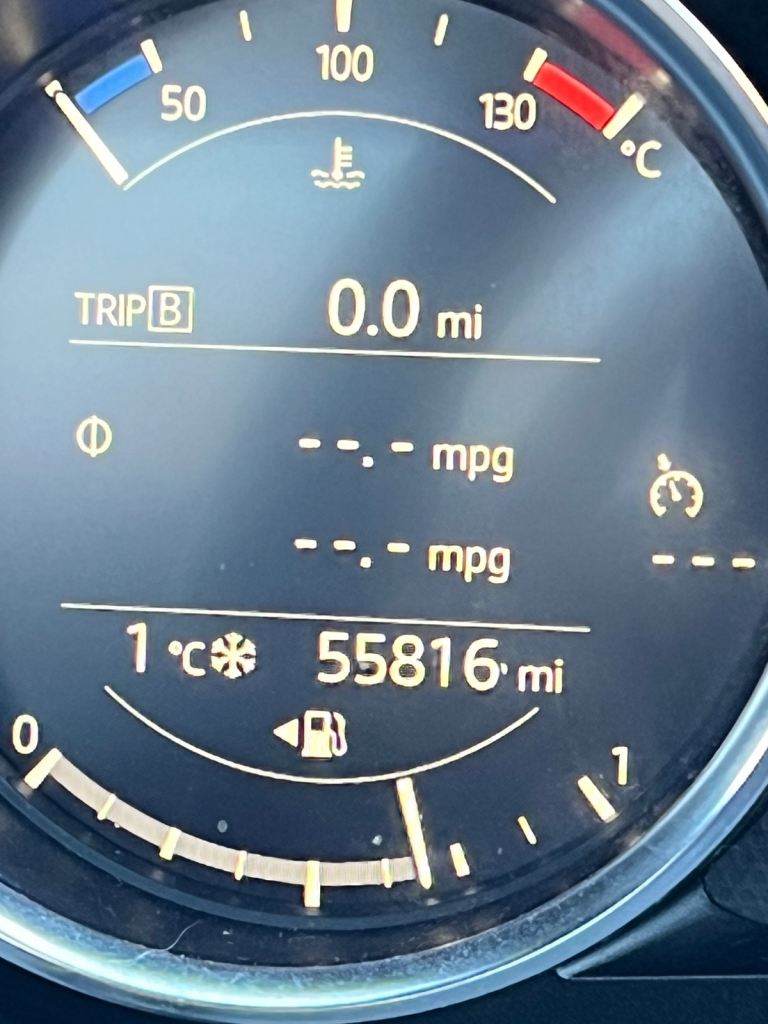 50 100 130 °C
TRIP B 0.0 mi
--.- mpg
--.- mpg
---
1 °C 55816 mi
0 1